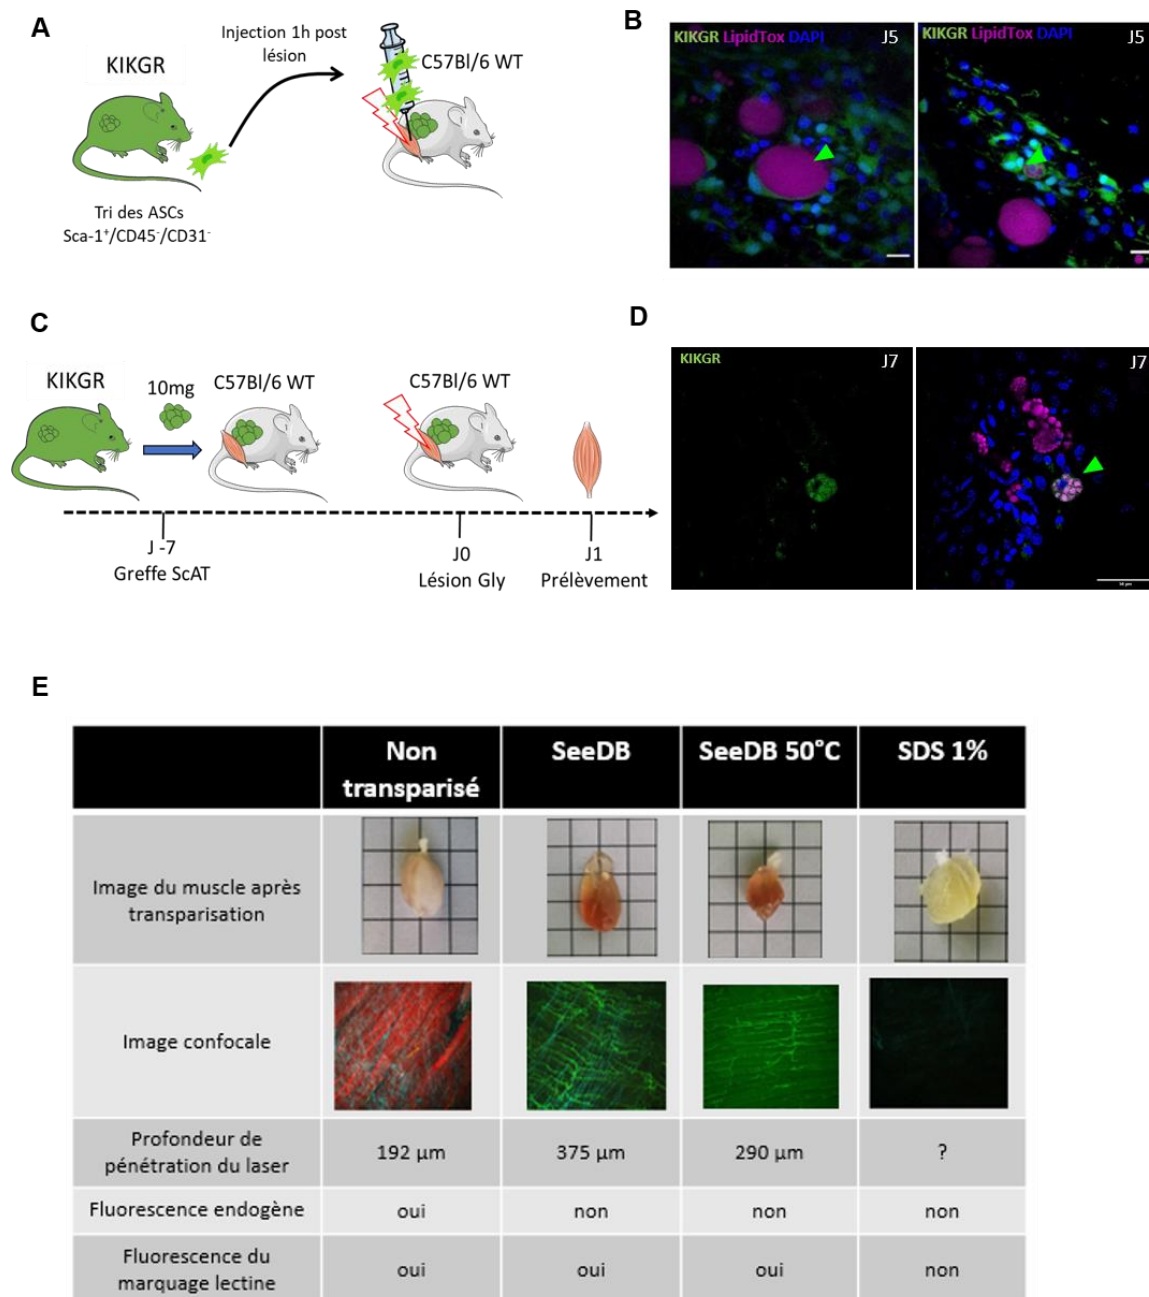 A
KIKGR
Tri des ASCs
Sca-1⁺/CD45⁻/CD31⁻
Injection 1h post
lésion
C57Bl/6 WT
B
KIKGR LipidTox DAPI J5
KIKGR LipidTox DAPI J5
C
KIKGR
10mg
C57Bl/6 WT
C57Bl/6 WT
J -7
Greffe ScAT
J0
Lésion Gly
J1
Prélèvement
D
KIKGR J7
J7
E
Non
transparisé
SeeDB
SeeDB 50°C
SDS 1%
Image du muscle après
transparisation
Image confocale
Profondeur de
pénétration du laser
192 µm
375 µm
290 µm
?
Fluorescence endogène
oui
non
non
non
Fluorescence du
marquage lectine
oui
oui
oui
non